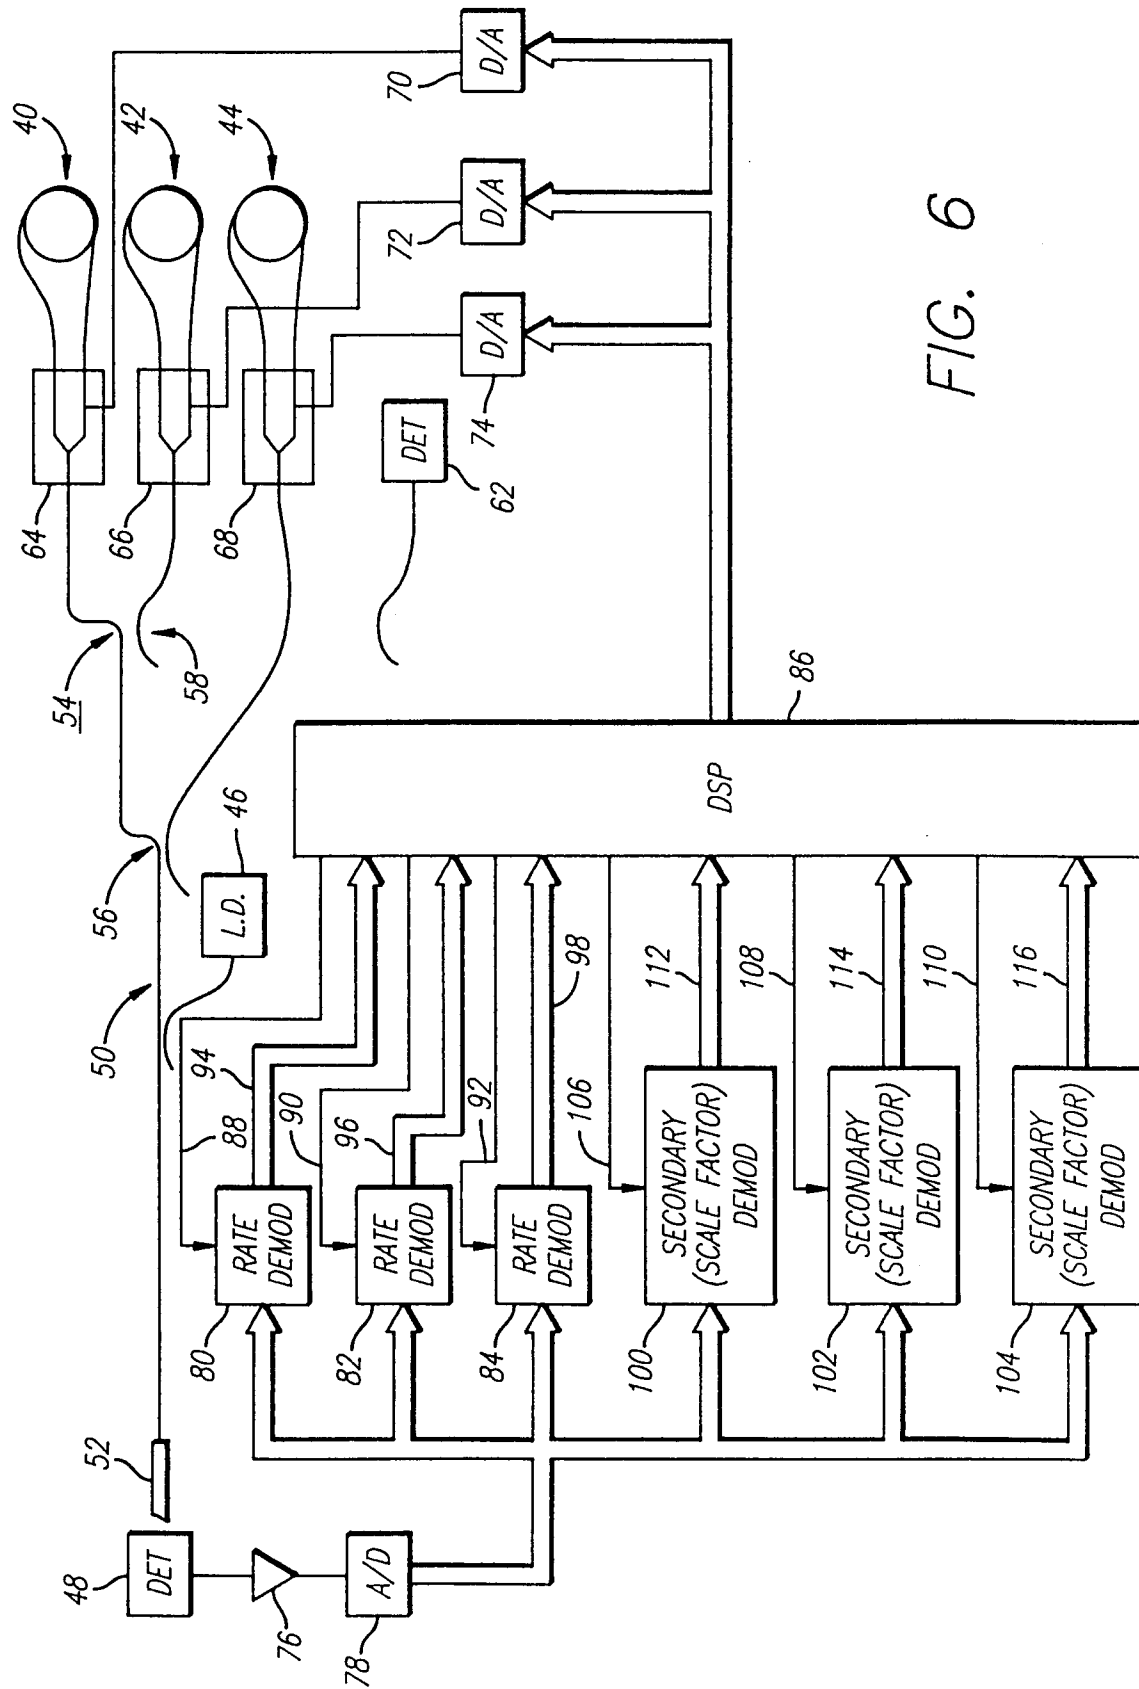 40
42
44
64
66
68
54
58
56
50
70
D/A
72
D/A
74
D/A
DET
62
46
L.D.
52
48
DET
76
78
A/D
80
RATE
DEMOD
88
94
82
RATE
DEMOD
90
96
84
RATE
DEMOD
92
98
100
SECONDARY
(SCALE FACTOR)
DEMOD
106
112
102
SECONDARY
(SCALE FACTOR)
DEMOD
108
114
104
SECONDARY
(SCALE FACTOR)
DEMOD
110
116
DSP
86
FIG. 6